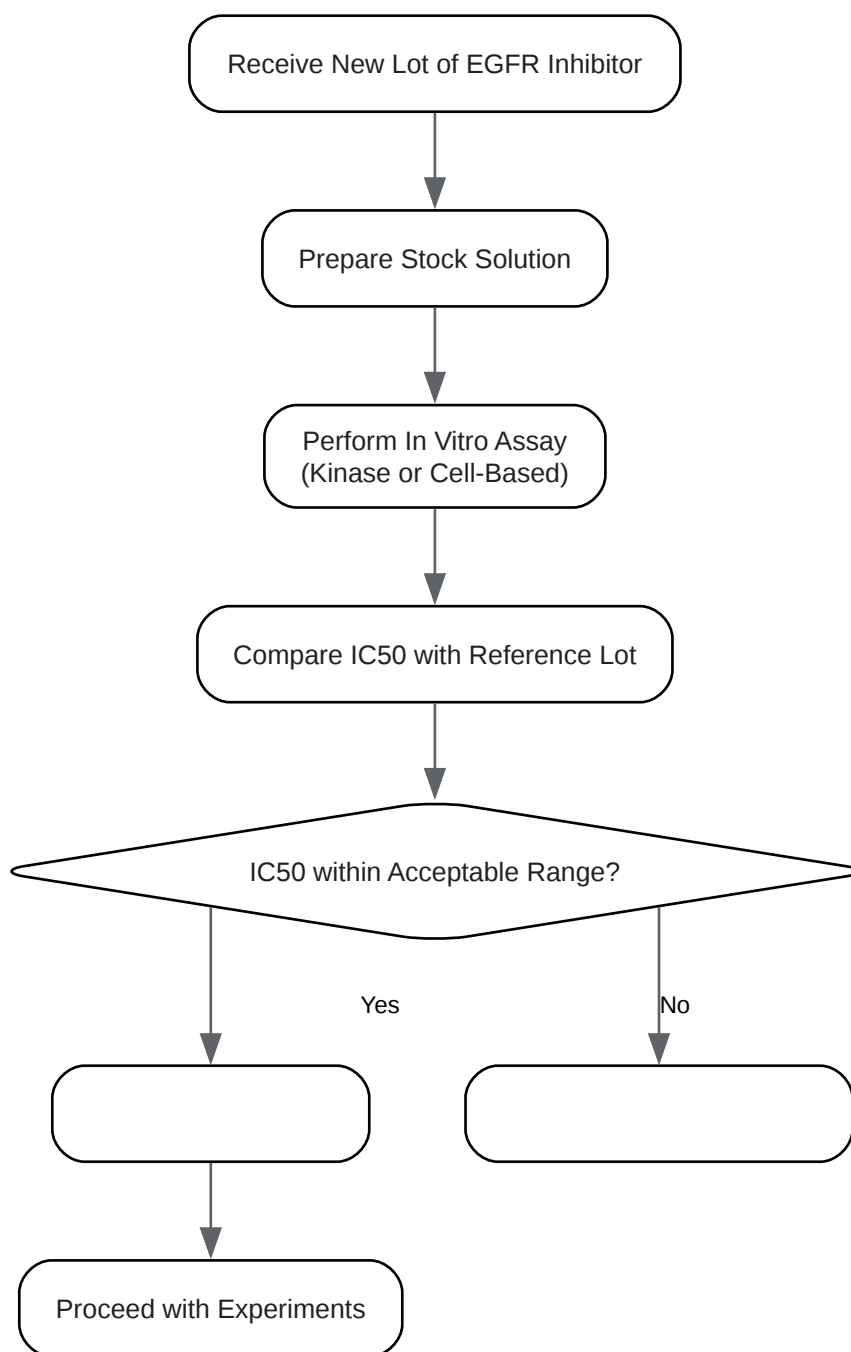 Receive New Lot of EGFR Inhibitor
Prepare Stock Solution
Perform In Vitro Assay
(Kinase or Cell-Based)
Compare IC50 with Reference Lot
IC50 within Acceptable Range?
Yes
No
Proceed with Experiments